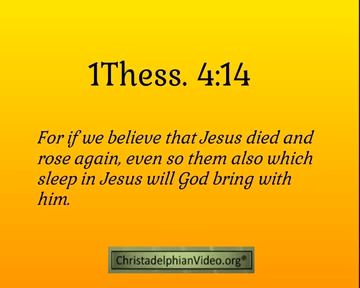 1Thess. 4:14
For if we believe that Jesus died and
rose again, even so them also which
sleep in Jesus will God bring with
him.
ChristadelphianVideo.org®